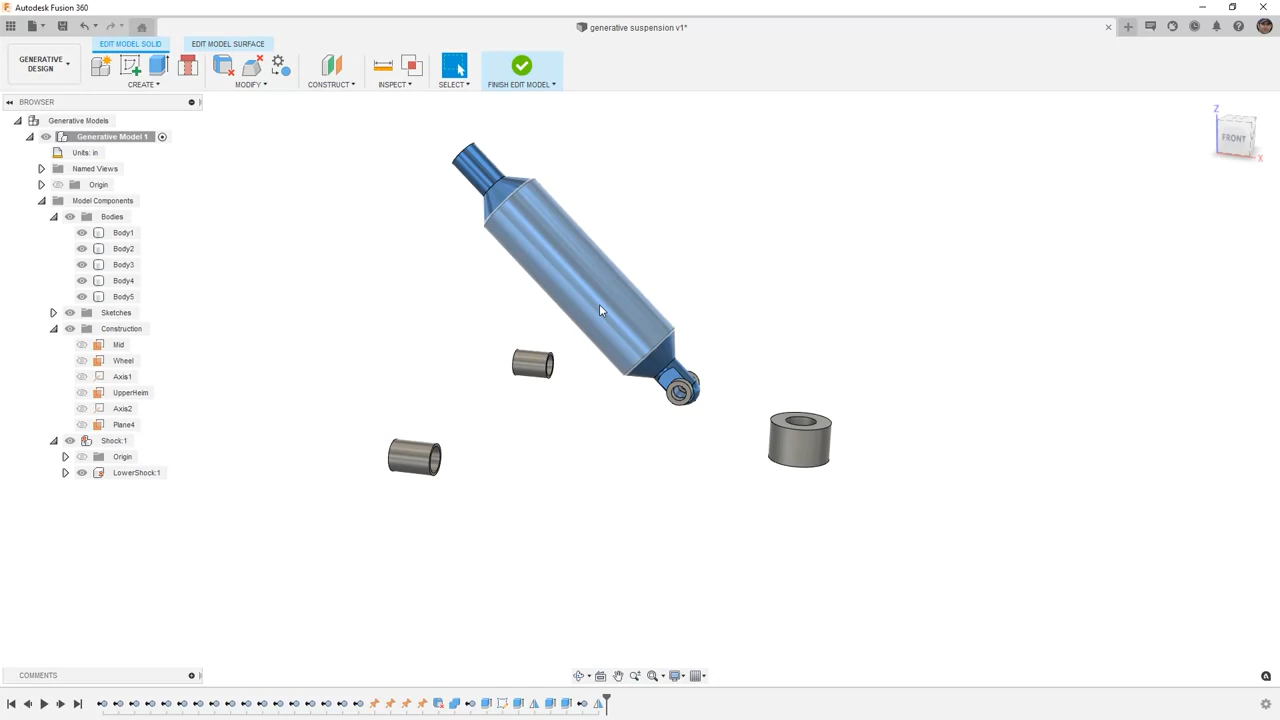 Autodesk Fusion 360
generative suspension v1*
GENERATIVE
DESIGN
EDIT MODEL SOLID
EDIT MODEL SURFACE
CREATE
MODIFY
CONSTRUCT
INSPECT
SELECT
FINISH EDIT MODEL
BROWSER
Generative Models
Generative Model 1
Units: in
Named Views
Origin
Model Components
Bodies
Body1
Body2
Body3
Body4
Body5
Sketches
Construction
Mid
Wheel
Axis1
UpperHeim
Axis2
Plane4
Shock:1
Origin
LowerShock:1
Z
FRONT
X
COMMENTS